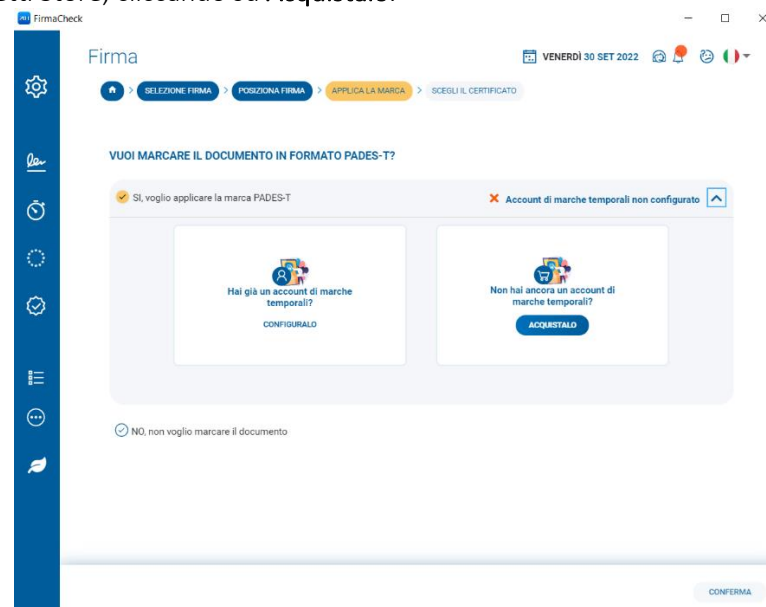 cliccando su Acquistalo.
FirmaCheck
Firma
VENERDÌ 30 SET 2022
> SELEZIONE FIRMA > POSIZIONA FIRMA > APPLICA LA MARCA > SCEGLI IL CERTIFICATO
VUOI MARCARE IL DOCUMENTO IN FORMATO PADES-T?
SI, voglio applicare la marca PADES-T
Account di marche temporali non configurato
Hai già un account di marche
temporali?
CONFIGURALO
Non hai ancora un account di
marche temporali?
ACQUISTALO
NO, non voglio marcare il documento
CONFERMA